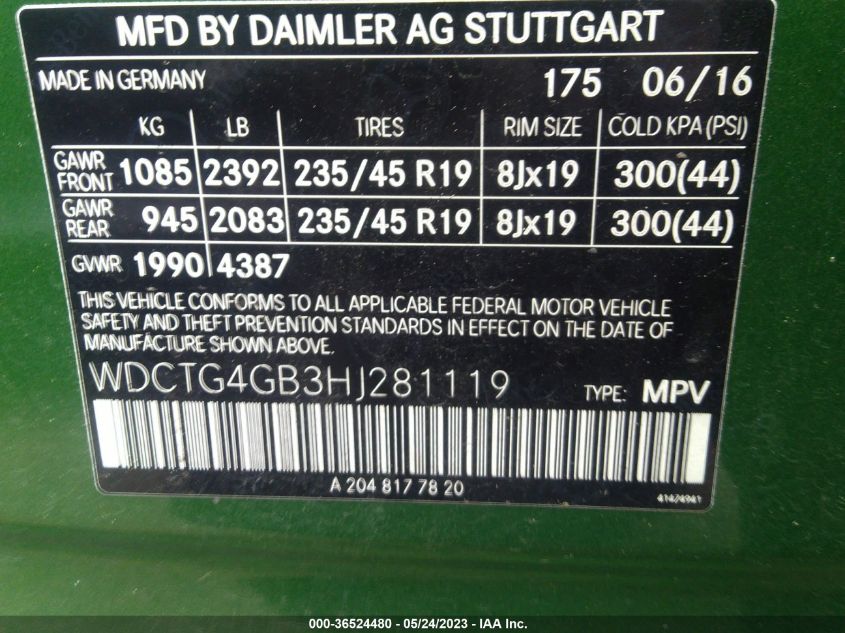 MFD BY DAIMLER AG STUTTGART
MADE IN GERMANY 175 06/16
KG LB TIRES RIM SIZE COLD KPA (PSI)
GAWR FRONT 1085 2392 235/45 R19 8Jx19 300(44)
GAWR REAR 945 2083 235/45 R19 8Jx19 300(44)
GVWR 1990 4387
THIS VEHICLE CONFORMS TO ALL APPLICABLE FEDERAL MOTOR VEHICLE
SAFETY AND THEFT PREVENTION STANDARDS IN EFFECT ON THE DATE OF
MANUFACTURE SHOWN ABOVE.
WDCTG4GB3HJ281119 TYPE: MPV
A 204 817 78 20
41474941
000-36524480 - 05/24/2023 - IAA Inc.